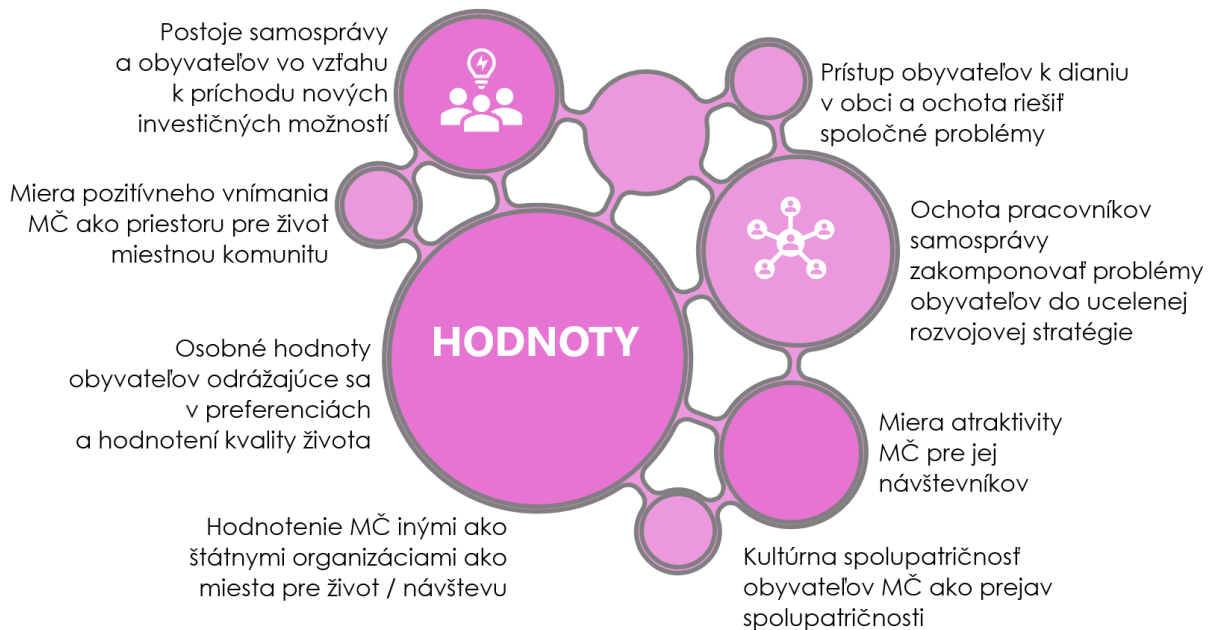 Postoje samosprávy
a obyvateľov vo vzťahu
k príchodu nových
investičných možností
Miera pozitívneho vnímania
MČ ako priestoru pre život
miestnou komunitu
Osobné hodnoty
obyvateľov odrážajúce sa
v preferenciách
a hodnotení kvality života
Hodnotenie MČ inými ako
štátnymi organizáciami ako
miesta pre život / návštevu
HODNOTY
Prístup obyvateľov k dianiu
v obci a ochota riešiť
spoločné problémy
Ochota pracovníkov
samosprávy
zakomponovať problémy
obyvateľov do ucelenej
rozvojovej stratégie
Miera atraktivity
MČ pre jej
návštevníkov
Kultúrna spolupatričnosť
obyvateľov MČ ako prejav
spolupatričnosti